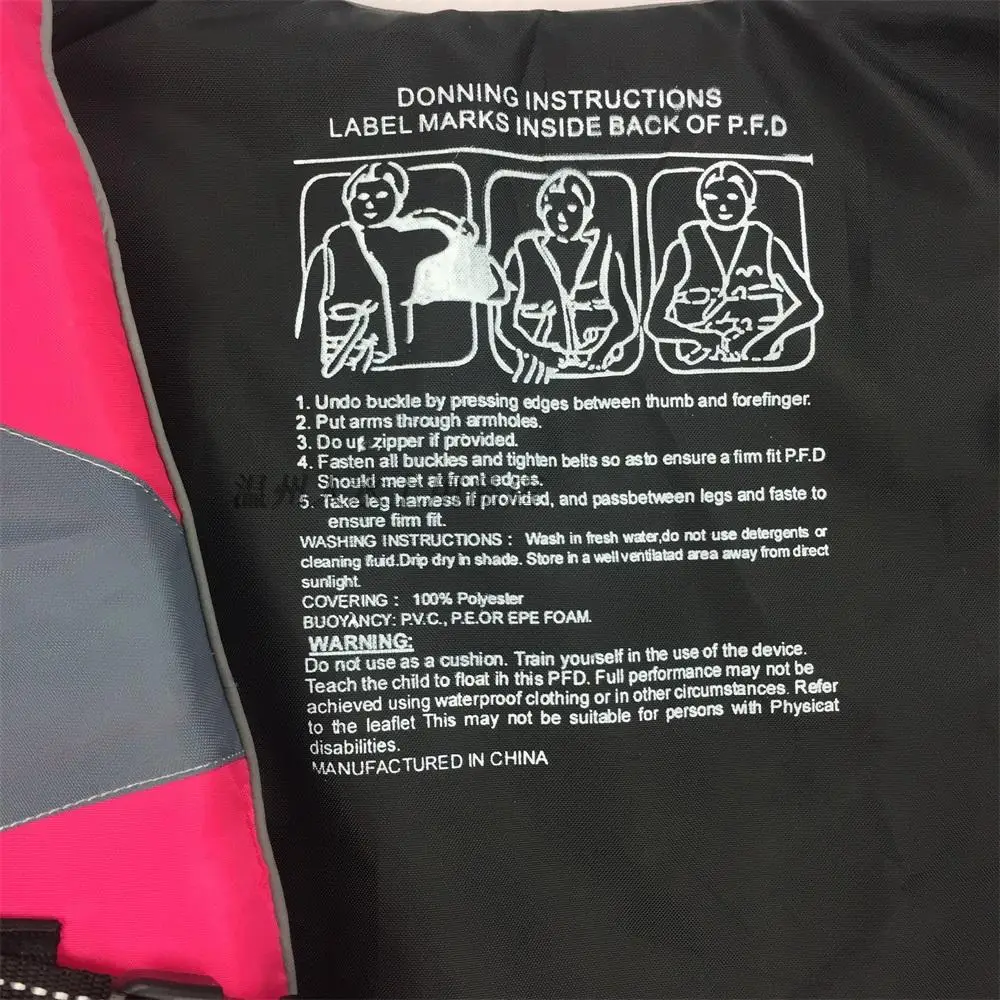 DONNING INSTRUCTIONS
LABEL MARKS INSIDE BACK OF P.F.D
1. Undo buckle by pressing edges between thumb and forefinger.
2. Put arms through armholes.
3. Do up zipper if provided.
4. Fasten all buckles and tighten belts so asto ensure a firm fit P.F.D
Should meet at front edges.
5. Take leg harness if provided, and passbetween legs and faste to
ensure firm fit.
WASHING INSTRUCTIONS : Wash in fresh water,do not use detergents or
cleaning fluid.Drip dry in shade. Store in a well ventilatad area away from direct
sunlight.
COVERING : 100% Polyester
BUOYANCY: P.V.C., P.E.OR EPE FOAM.
WARNING:
Do not use as a cushion. Train yourself in the use of the device.
Teach the child to float ih this PFD. Full performance may not be
achieved using waterproof clothing or in other circumstances. Refer
to the leaflet This may not be suitable for persons with Physicat
disabilities.
MANUFACTURED IN CHINA
温州